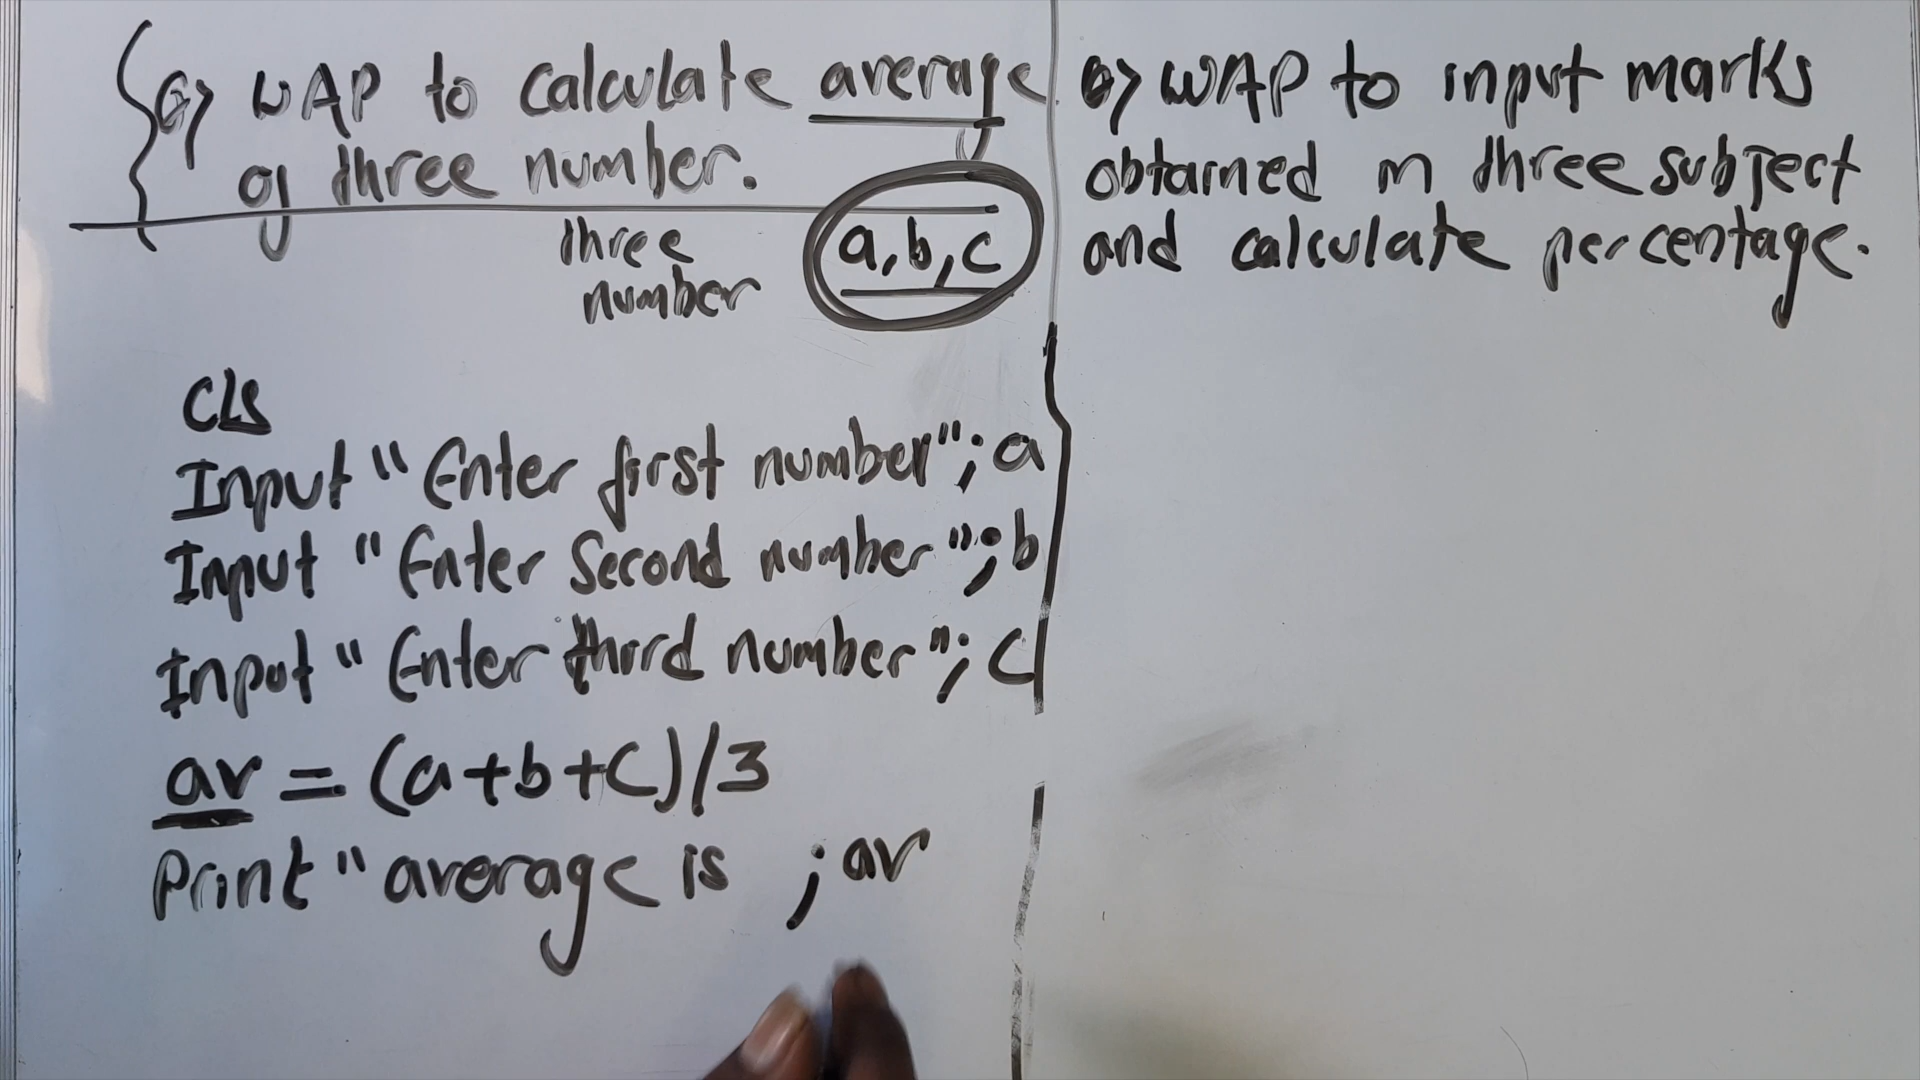 Q) WAP to calculate average
of three number.
three
number
a,b,c
CLS
Input "Enter first number"; a
Input "Enter Second number"; b
Input "Enter third number"; c
av = (a+b+c)/3
Print "average is ; av
Q) WAP to input marks
obtained in three subject
and calculate percentage.